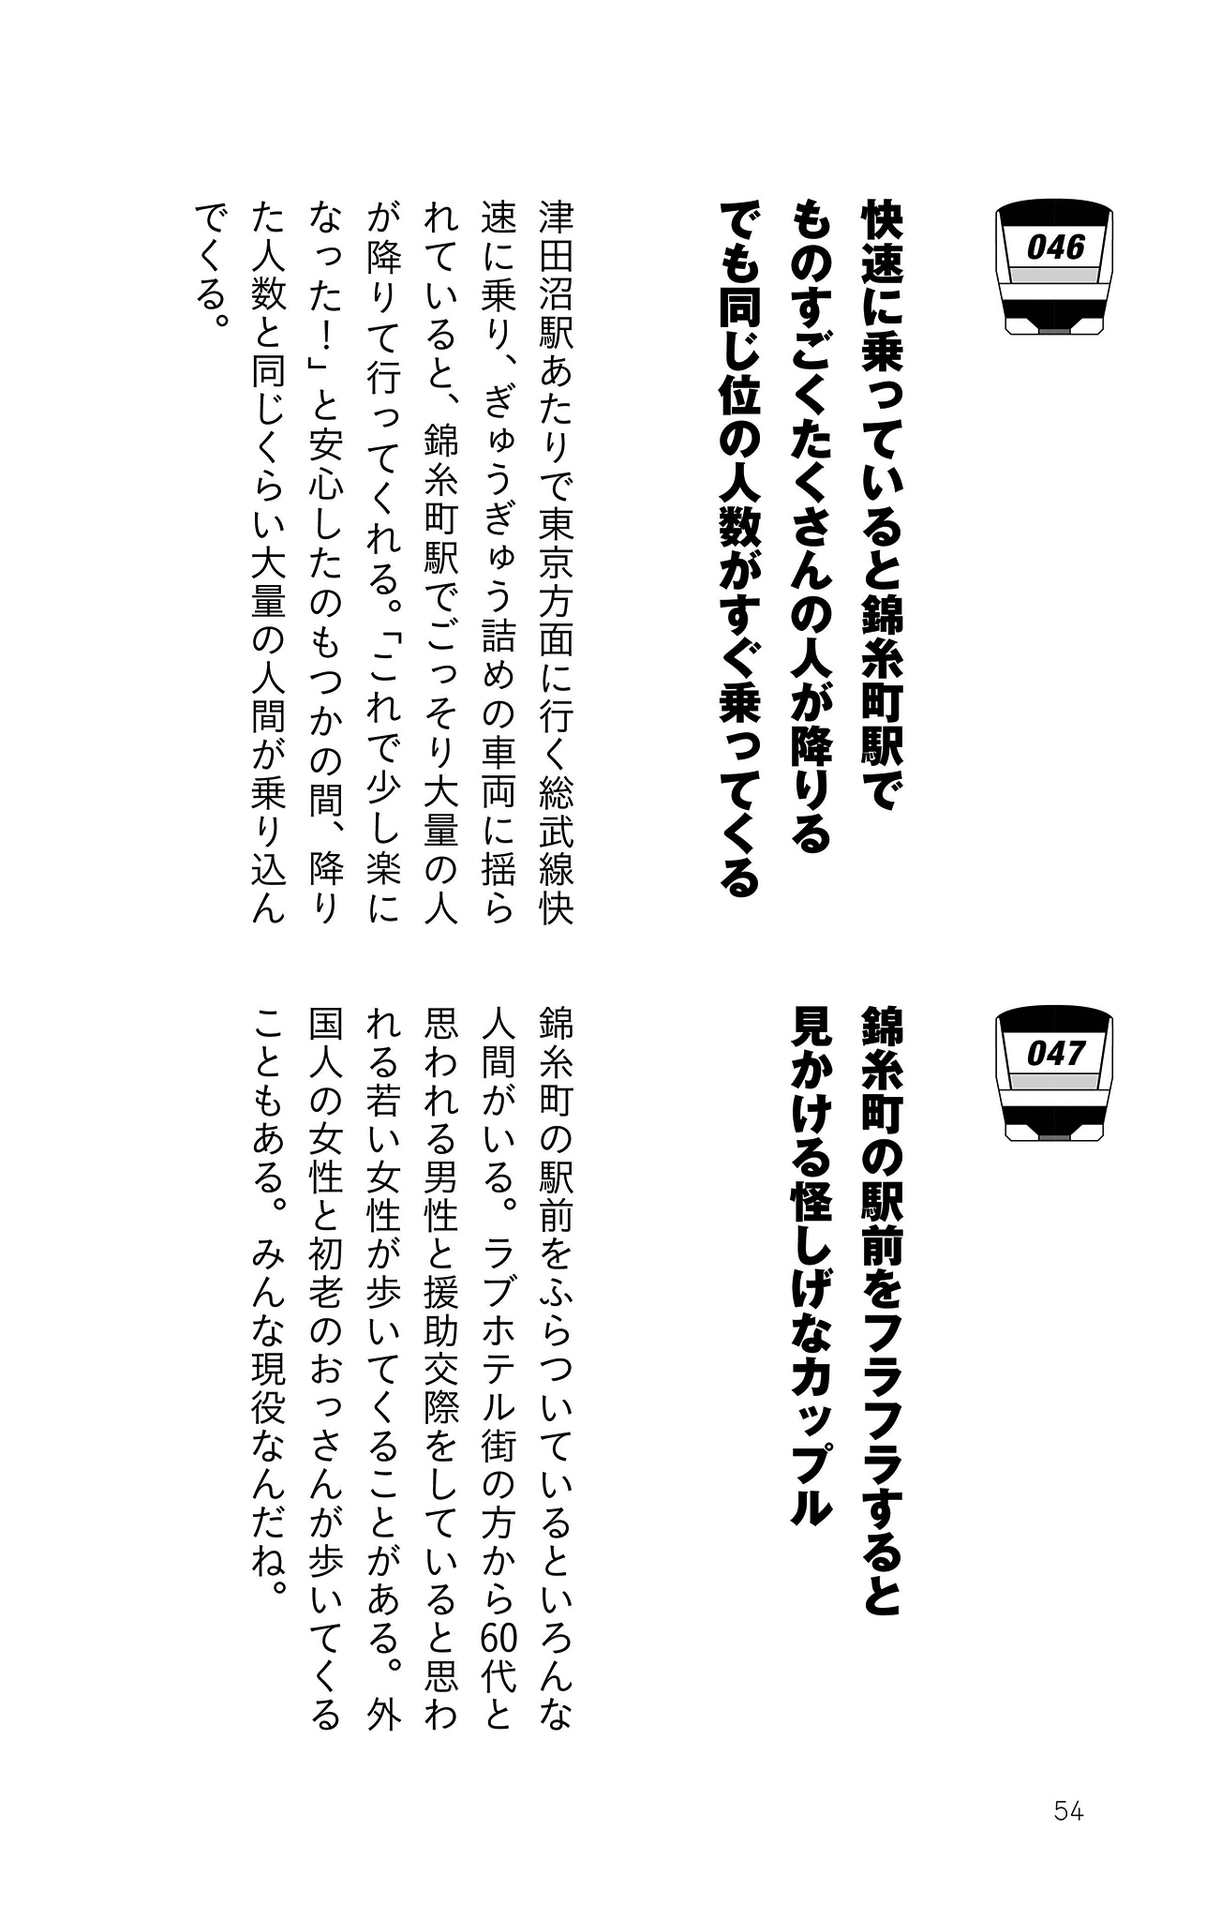 046
快速に乗っていると錦糸町駅で
ものすごくたくさんの人が降りる
でも同じ位の人数がすぐ乗ってくる
津田沼駅あたりで東京方面に行く総武線快
速に乗り、ぎゅうぎゅう詰めの車両に揺ら
れていると、錦糸町駅でごっそり大量の人
が降りて行ってくれる。「これで少し楽に
なった!」と安心したのもつかの間、降り
た人数と同じくらい大量の人間が乗り込ん
でくる。
047
錦糸町の駅前をフラフラすると
見かける怪しげなカップル
錦糸町の駅前をふらついているといろんな
人間がいる。ラブホテル街の方から60代と
思われる男性と援助交際をしていると思わ
れる若い女性が歩いてくることがある。外
国人の女性と初老のおっさんが歩いてくる
こともある。みんな現役なんだね。
54